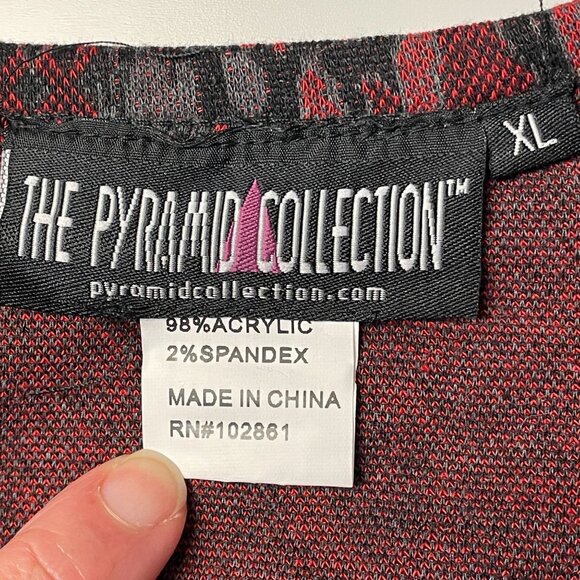 THE PYRAMID COLLECTION™
pyramidcollection.com
XL
98%ACRYLIC
2%SPANDEX
MADE IN CHINA
RN#102861